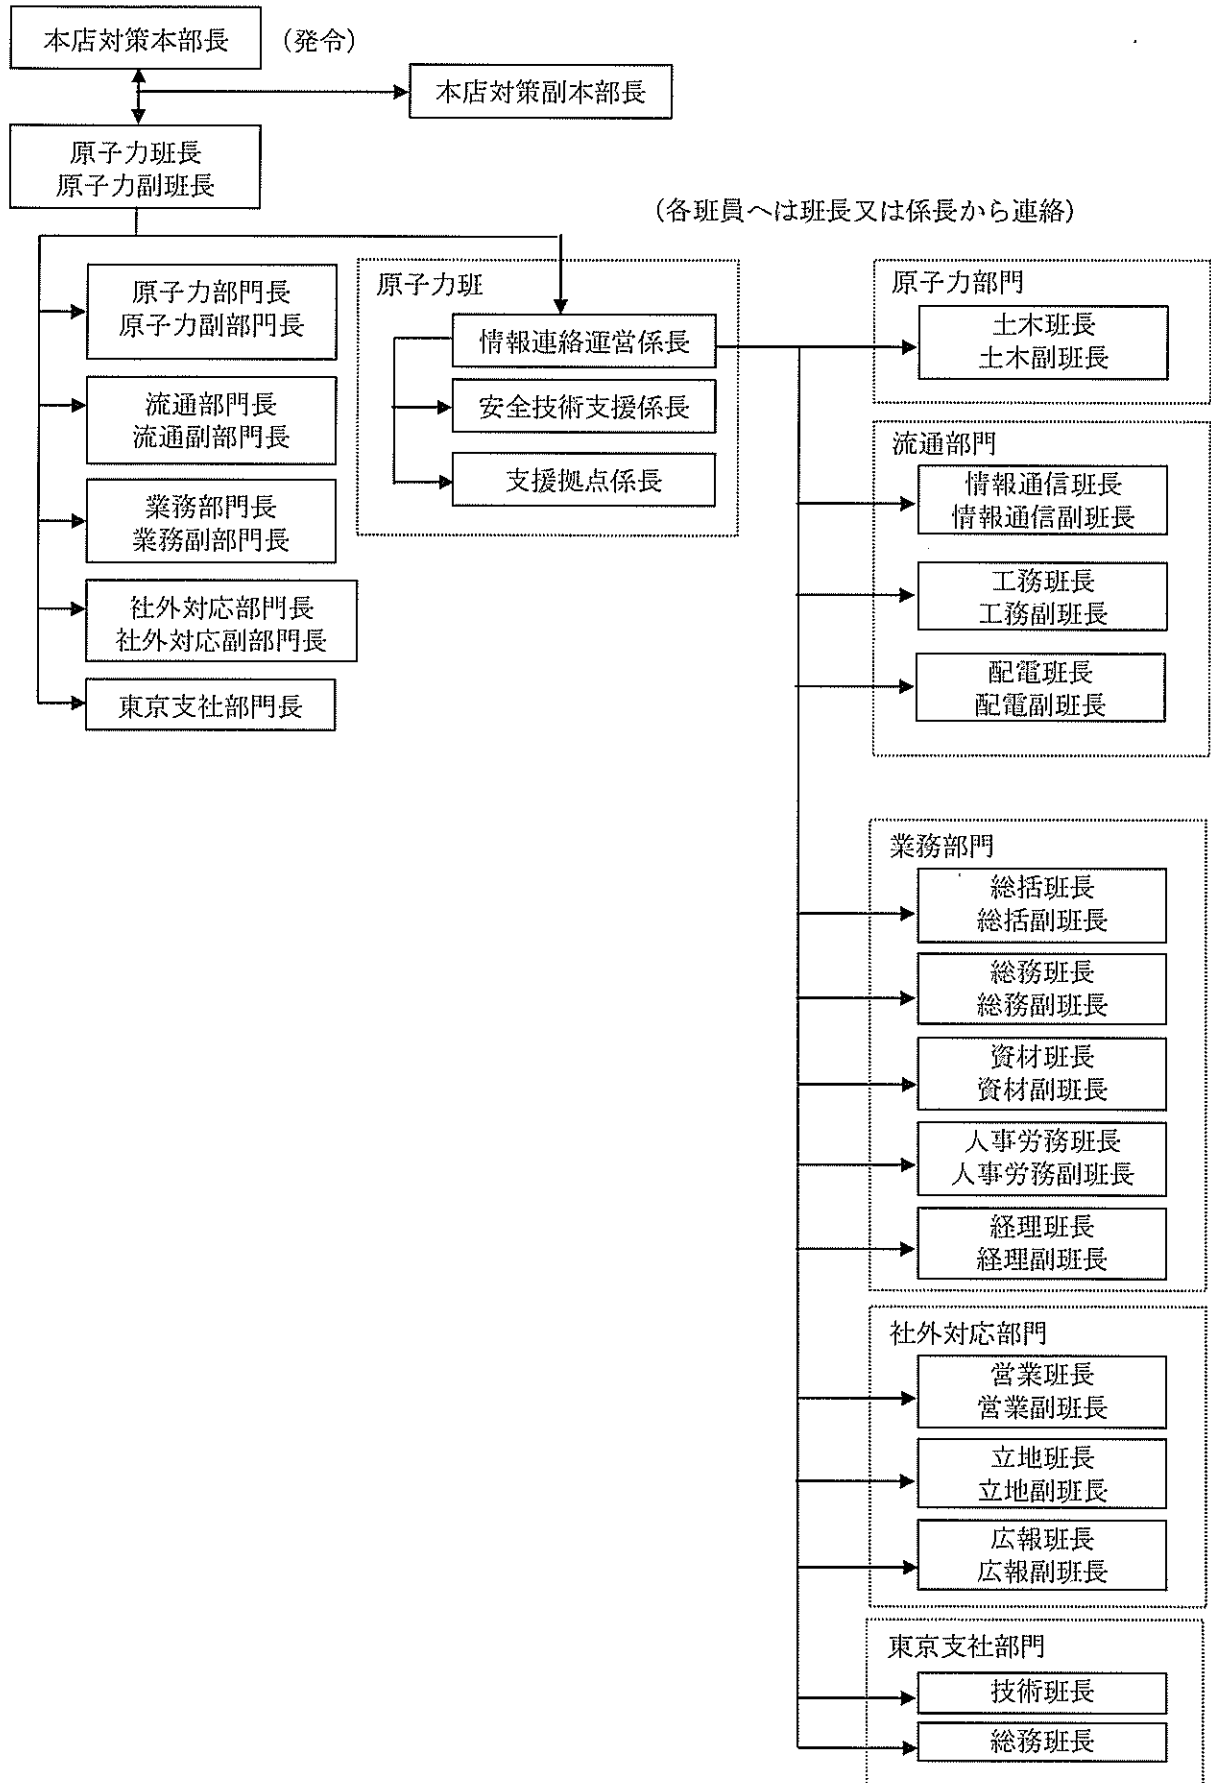 本店対策本部長
（発令）
本店対策副本部長
原子力班長
原子力副班長
（各班員へは班長又は係長から連絡）
原子力部門長
原子力副部門長
流通部門長
流通副部門長
業務部門長
業務副部門長
社外対応部門長
社外対応副部門長
東京支社部門長
原子力班
情報連絡運営係長
安全技術支援係長
支援拠点係長
原子力部門
土木班長
土木副班長
流通部門
情報通信班長
情報通信副班長
工務班長
工務副班長
配電班長
配電副班長
業務部門
総括班長
総括副班長
総務班長
総務副班長
資材班長
資材副班長
人事労務班長
人事労務副班長
経理班長
経理副班長
社外対応部門
営業班長
営業副班長
立地班長
立地副班長
広報班長
広報副班長
東京支社部門
技術班長
総務班長